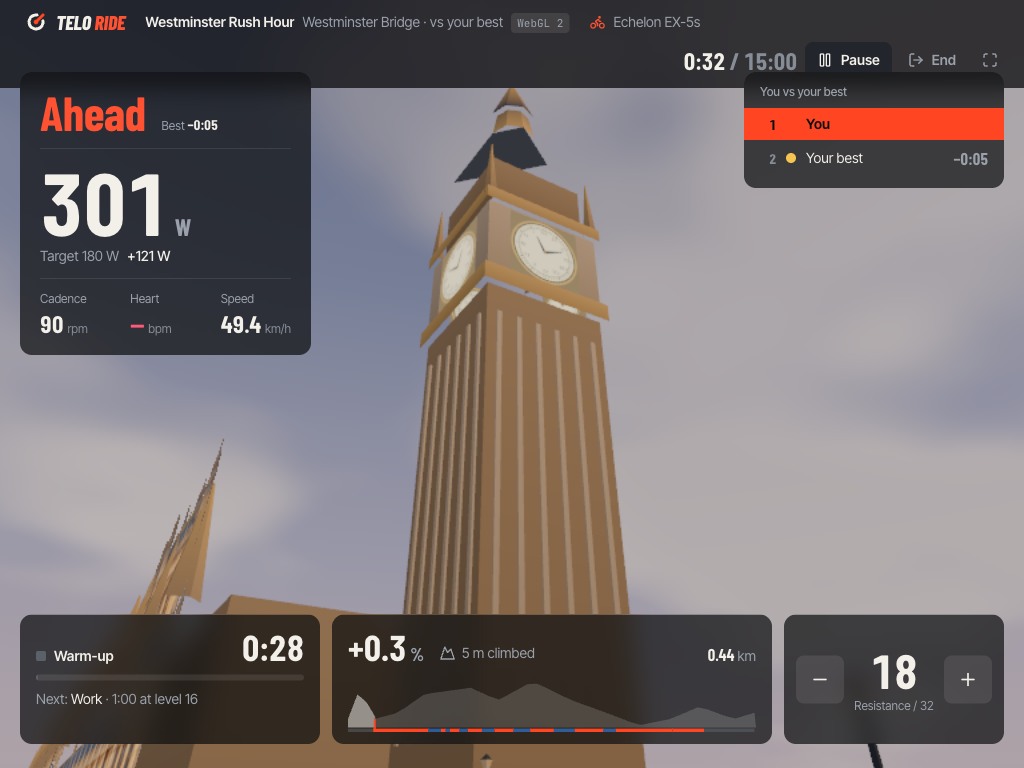 TELO RIDE Westminster Rush Hour Westminster Bridge · vs your best WebGL 2 Echelon EX-5s
0:32 / 15:00 Pause End
Ahead Best −0:05
301 W
Target 180 W +121 W
Cadence Heart Speed
90 rpm – bpm 49.4 km/h
You vs your best
1 You
2 Your best −0:05
Warm-up 0:28
Next: Work · 1:00 at level 16
+0.3 % 5 m climbed 0.44 km
− 18 +
Resistance / 32